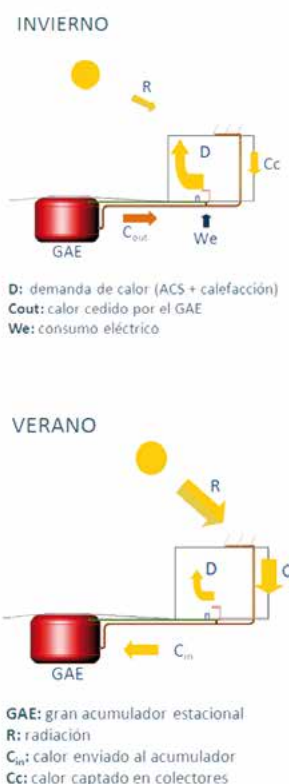 INVIERNO
R
D
Cc
n
Cout
We
GAE
D: demanda de calor (ACS + calefacción)
Cout: calor cedido por el GAE
We: consumo eléctrico
VERANO
R
D
C
n
Cin
GAE
GAE: gran acumulador estacional
R: radiación
Cin: calor enviado al acumulador
Cc: calor captado en colectores